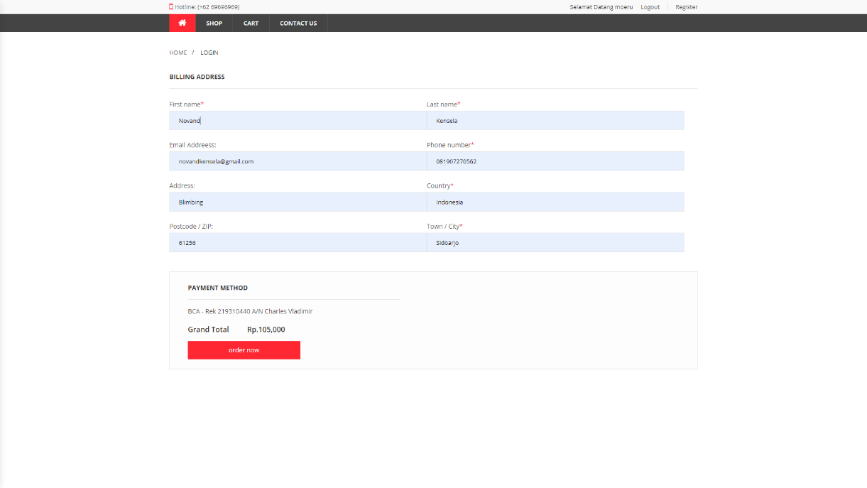 Hotline: (+62 69696969) Selamat Datang moeru Logout Register
SHOP CART CONTACT US
HOME / LOGIN
BILLING ADDRESS
First name* Last name*
Novand Kensela
Email Addreess: Phone number*
novandkensela@gmail.com 081967270562
Address: Country*
Blimbing Indonesia
Postcode / ZIP: Town / City*
61256 Sidoarjo
PAYMENT METHOD
BCA - Rek 219310440 A/N Charles Vladimir
Grand Total Rp.105,000
order now